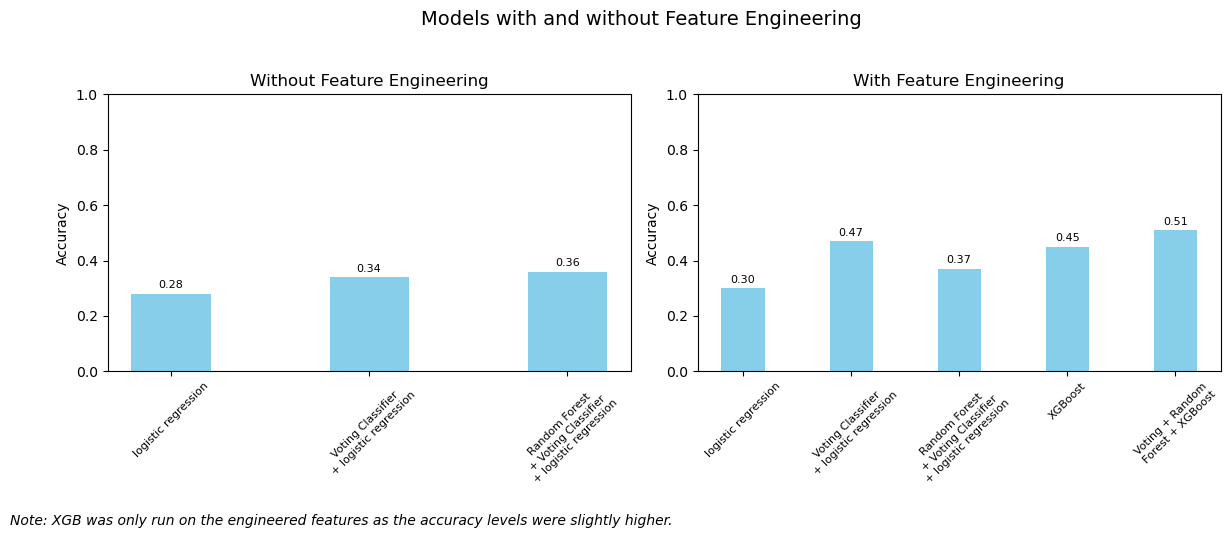 Models with and without Feature Engineering
Without Feature Engineering
Accuracy
1.0
0.8
0.6
0.4
0.2
0.0
0.28
0.34
0.36
logistic regression
Voting Classifier
+ logistic regression
Random Forest
+ Voting Classifier
+ logistic regression
With Feature Engineering
Accuracy
1.0
0.8
0.6
0.4
0.2
0.0
0.30
0.47
0.37
0.45
0.51
logistic regression
Voting Classifier
+ logistic regression
Random Forest
+ Voting Classifier
+ logistic regression
XGBoost
Voting + Random
Forest + XGBoost
Note: XGB was only run on the engineered features as the accuracy levels were slightly higher.